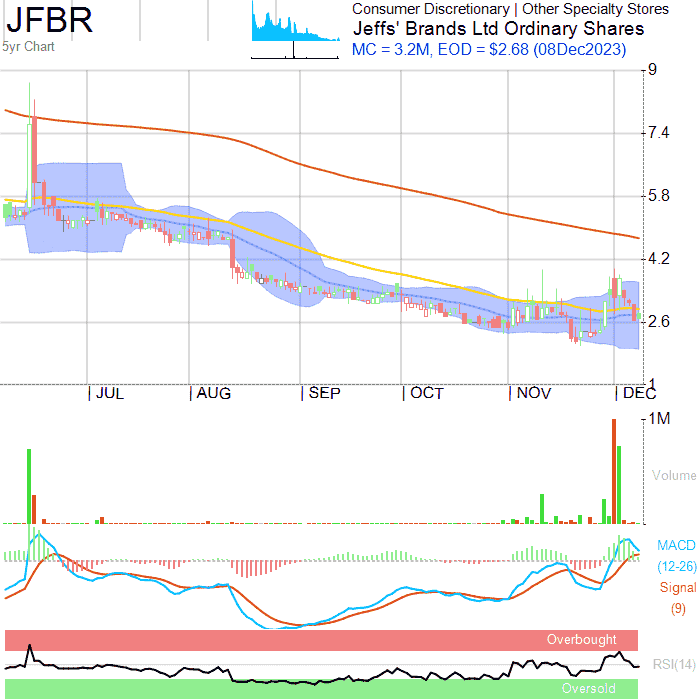 JFBR
5yr Chart
Consumer Discretionary | Other Specialty Stores
Jeffs' Brands Ltd Ordinary Shares
MC = 3.2M, EOD = $2.68 (08Dec2023)
9
7.4
5.8
4.2
2.6
1
JUL AUG SEP OCT NOV DEC
1M
Volume
MACD
(12-26)
Signal
(9)
Overbought
RSI(14)
Oversold